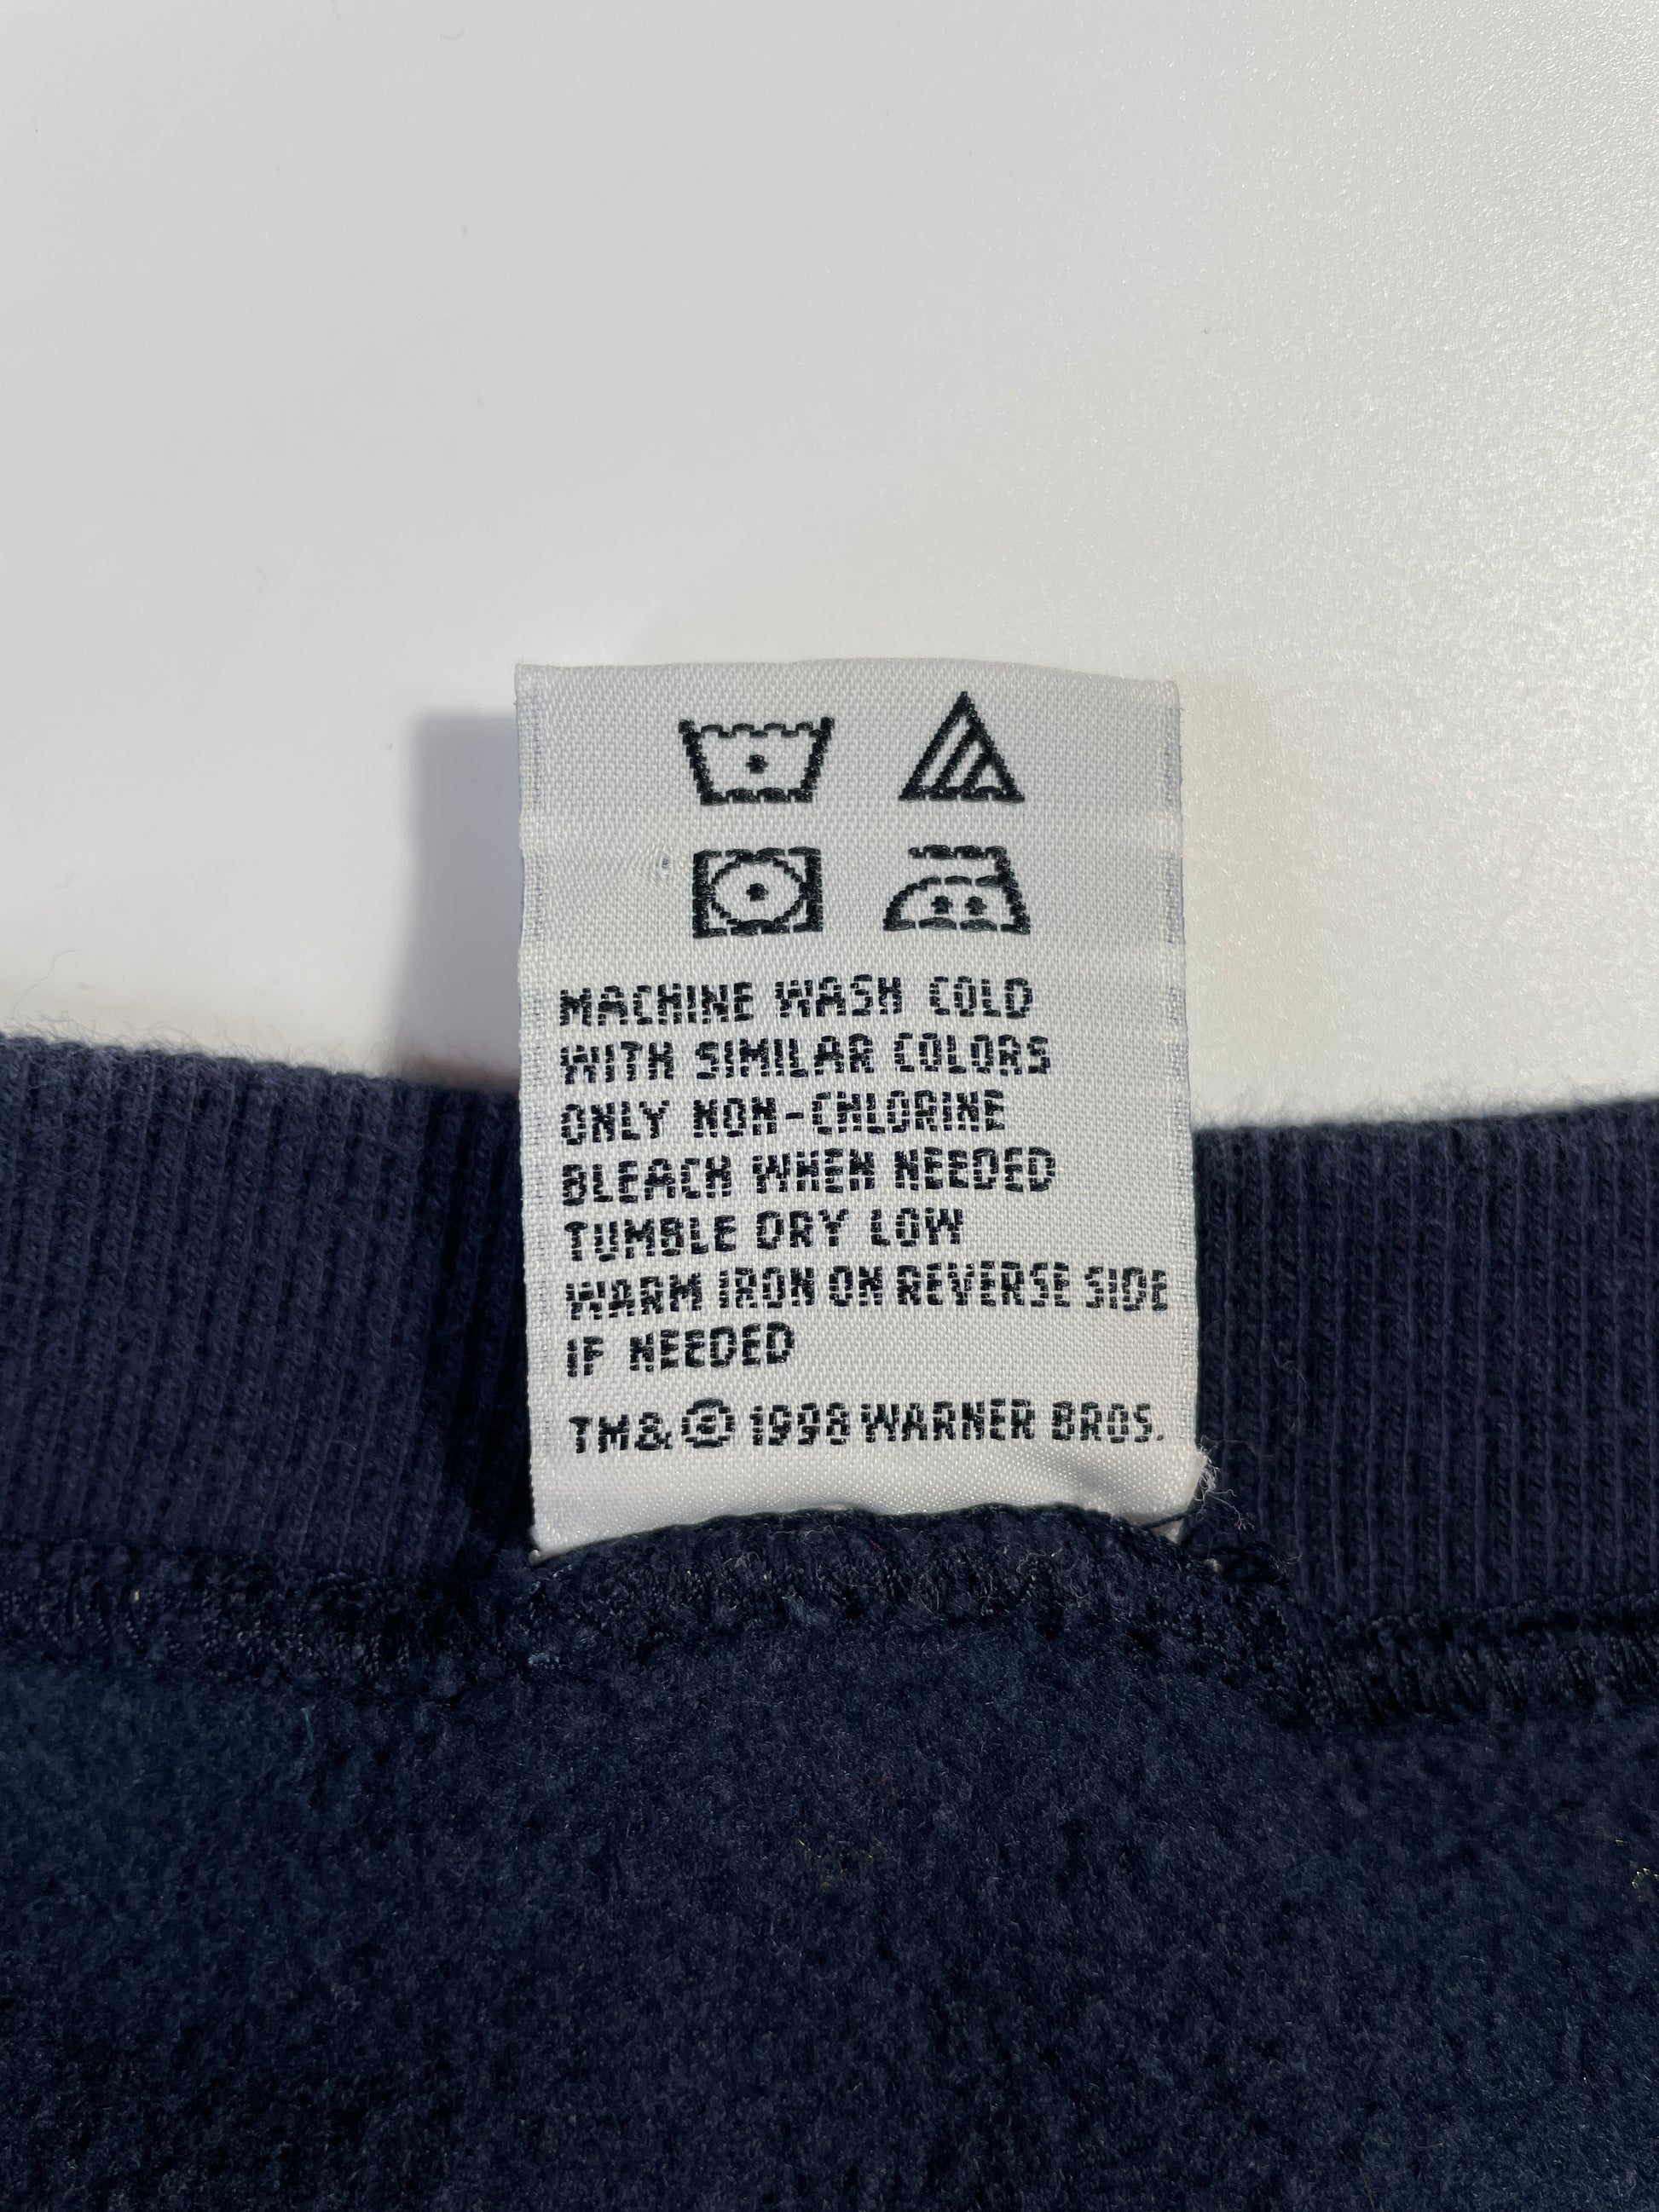 MACHINE WASH COLD
WITH SIMILAR COLORS
ONLY NON-CHLORINE
BLEACH WHEN NEEDED
TUMBLE DRY LOW
WARM IRON ON REVERSE SIDE
IF NEEDED
TM&© 1998 WARNER BROS.